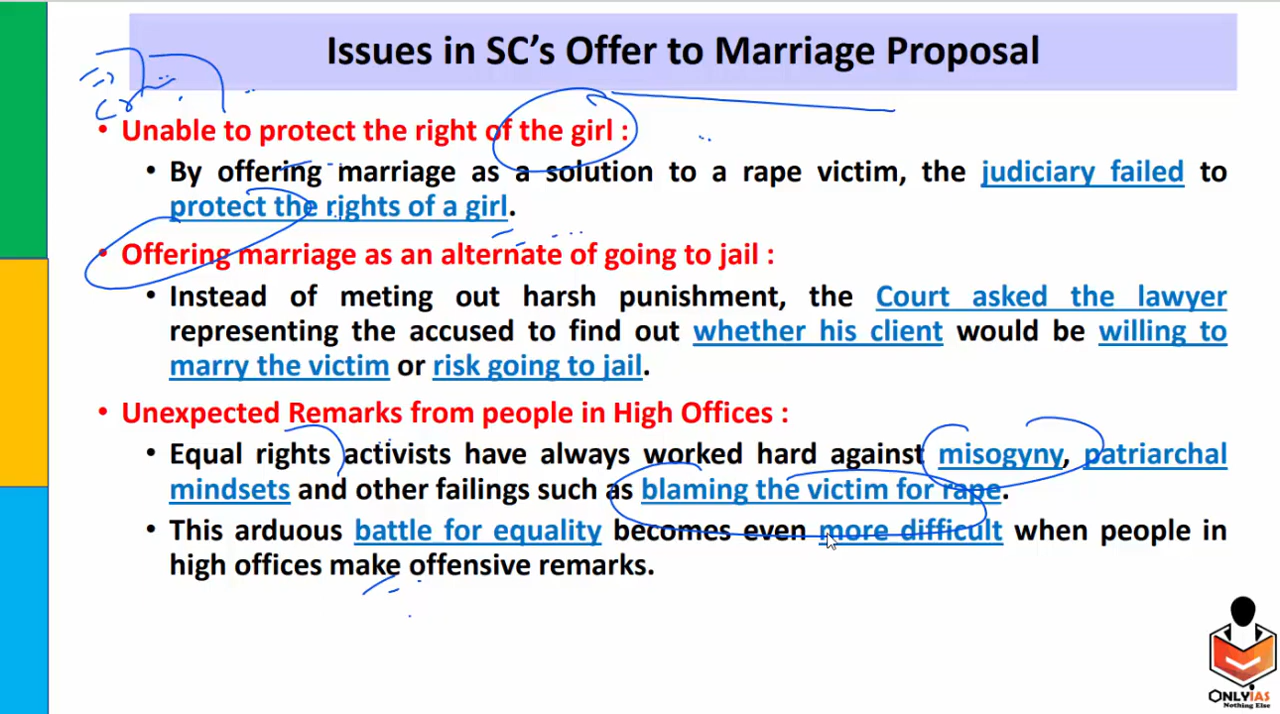 Issues in SC's Offer to Marriage Proposal
• Unable to protect the right of the girl :
• By offering marriage as a solution to a rape victim, the judiciary failed to
protect the rights of a girl.
• Offering marriage as an alternate of going to jail :
• Instead of meting out harsh punishment, the Court asked the lawyer
representing the accused to find out whether his client would be willing to
marry the victim or risk going to jail.
• Unexpected Remarks from people in High Offices :
• Equal rights activists have always worked hard against misogyny, patriarchal
mindsets and other failings such as blaming the victim for rape.
• This arduous battle for equality becomes even more difficult when people in
high offices make offensive remarks.
ONLYIAS
Nothing Else